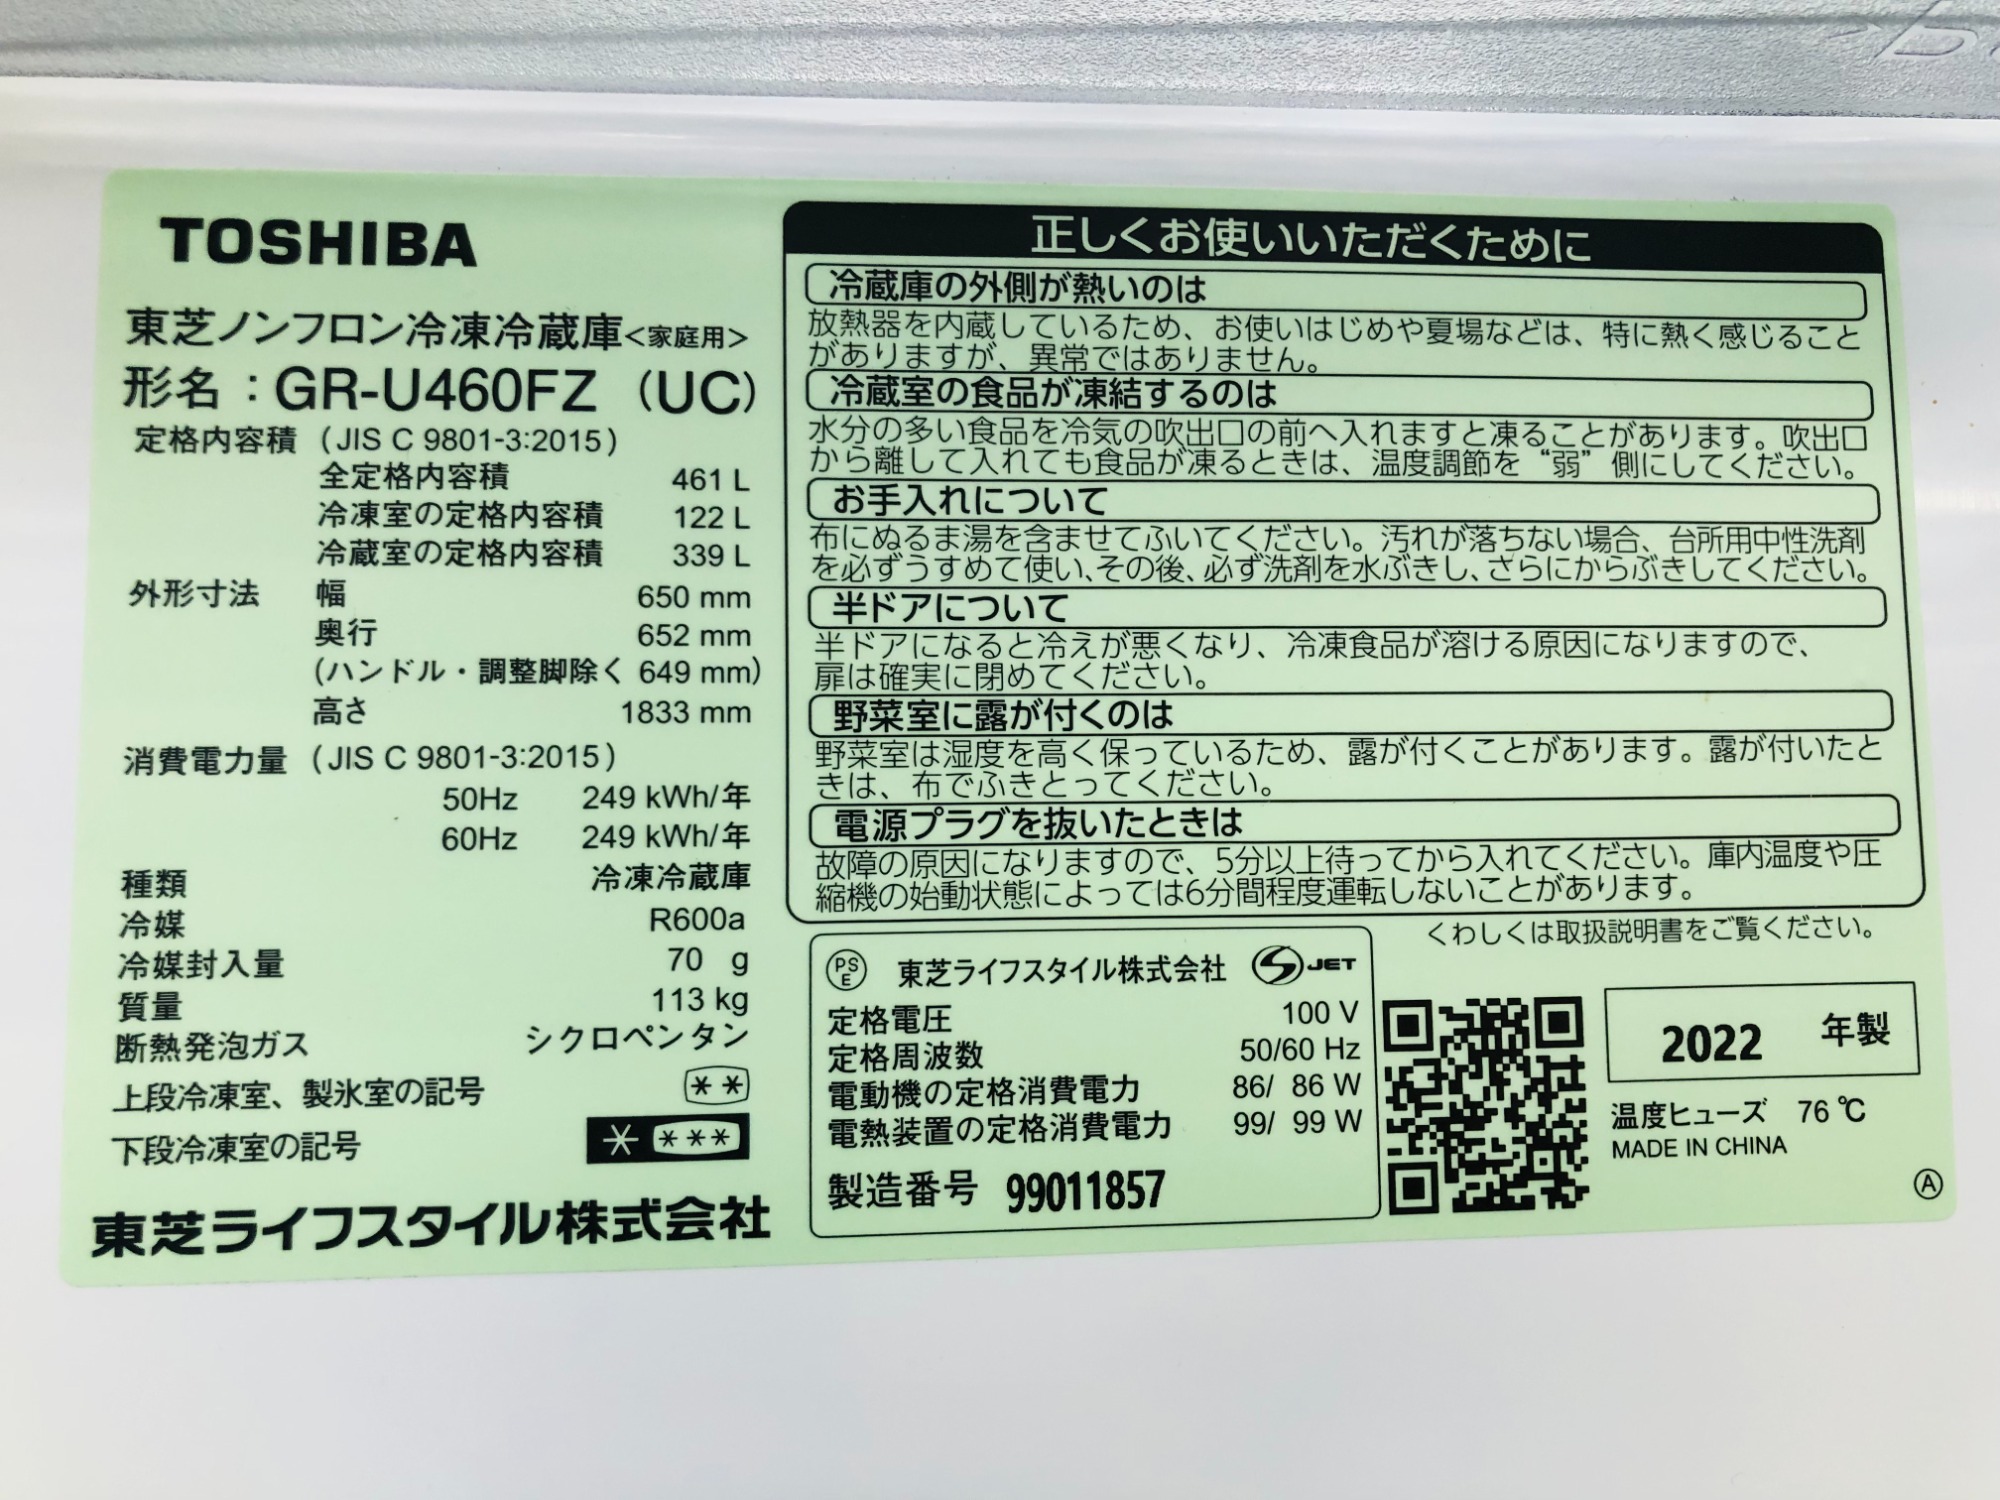 TOSHIBA
東芝ノンフロン冷凍冷蔵庫<家庭用>
形名：GR-U460FZ (UC)
定格内容積 (JIS C 9801-3:2015)
全定格内容積 461 L
冷凍室の定格内容積 122 L
冷蔵室の定格内容積 339 L
外形寸法 幅 650 mm
奥行 652 mm
(ハンドル・調整脚除く 649 mm)
高さ 1833 mm
消費電力量 (JIS C 9801-3:2015)
50Hz 249 kWh/年
60Hz 249 kWh/年
種類 冷凍冷蔵庫
冷媒 R600a
冷媒封入量 70 g
質量 113 kg
断熱発泡ガス シクロペンタン
上段冷凍室、製氷室の記号 **
下段冷凍室の記号 * ***
東芝ライフスタイル株式会社
正しくお使いいただくために
冷蔵庫の外側が熱いのは
放熱器を内蔵しているため、お使いはじめや夏場などは、特に熱く感じること
がありますが、異常ではありません。
冷蔵室の食品が凍結するのは
水分の多い食品を冷気の吹出口の前へ入れますと凍ることがあります。吹出口
から離して入れても食品が凍るときは、温度調節を“弱”側にしてください。
お手入れについて
布にぬるま湯を含ませてふいてください。汚れが落ちない場合、台所用中性洗剤
を必ずうすめて使い、その後、必ず洗剤を水ぶきし、さらにからぶきしてください。
半ドアについて
半ドアになると冷えが悪くなり、冷凍食品が溶ける原因になりますので、
扉は確実に閉めてください。
野菜室に露が付くのは
野菜室は湿度を高く保っているため、露が付くことがあります。露が付いたと
きは、布でふきとってください。
電源プラグを抜いたときは
故障の原因になりますので、5分以上待ってから入れてください。庫内温度や圧
縮機の始動状態によっては6分間程度運転しないことがあります。
くわしくは取扱説明書をご覧ください。
PSE 東芝ライフスタイル株式会社 S JET
定格電圧 100 V
定格周波数 50/60 Hz
電動機の定格消費電力 86/ 86 W
電熱装置の定格消費電力 99/ 99 W
製造番号 99011857
2022 年製
温度ヒューズ 76 ℃
MADE IN CHINA
Ⓐ